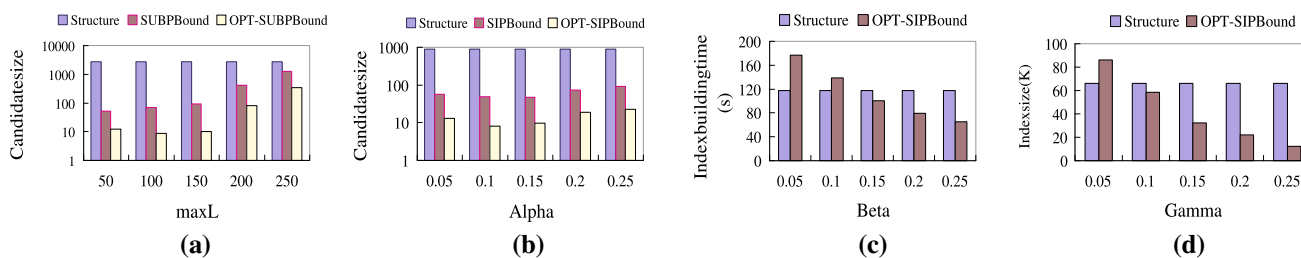 Structure SUBPBound OPT-SUBPBound
10000
1000
100
10
1
Candidatesize
50 100 150 200 250
maxL
(a)
Structure SIPBound OPT-SIPBound
1000
100
10
1
Candidatesize
0.05 0.1 0.15 0.2 0.25
Alpha
(b)
Structure OPT-SIPBound
200
160
120
80
40
0
Indexbuildingtime
(s)
0.05 0.1 0.15 0.2 0.25
Beta
(c)
Structure OPT-SIPBound
100
80
60
40
20
0
Indexsize(K)
0.05 0.1 0.15 0.2 0.25
Gamma
(d)